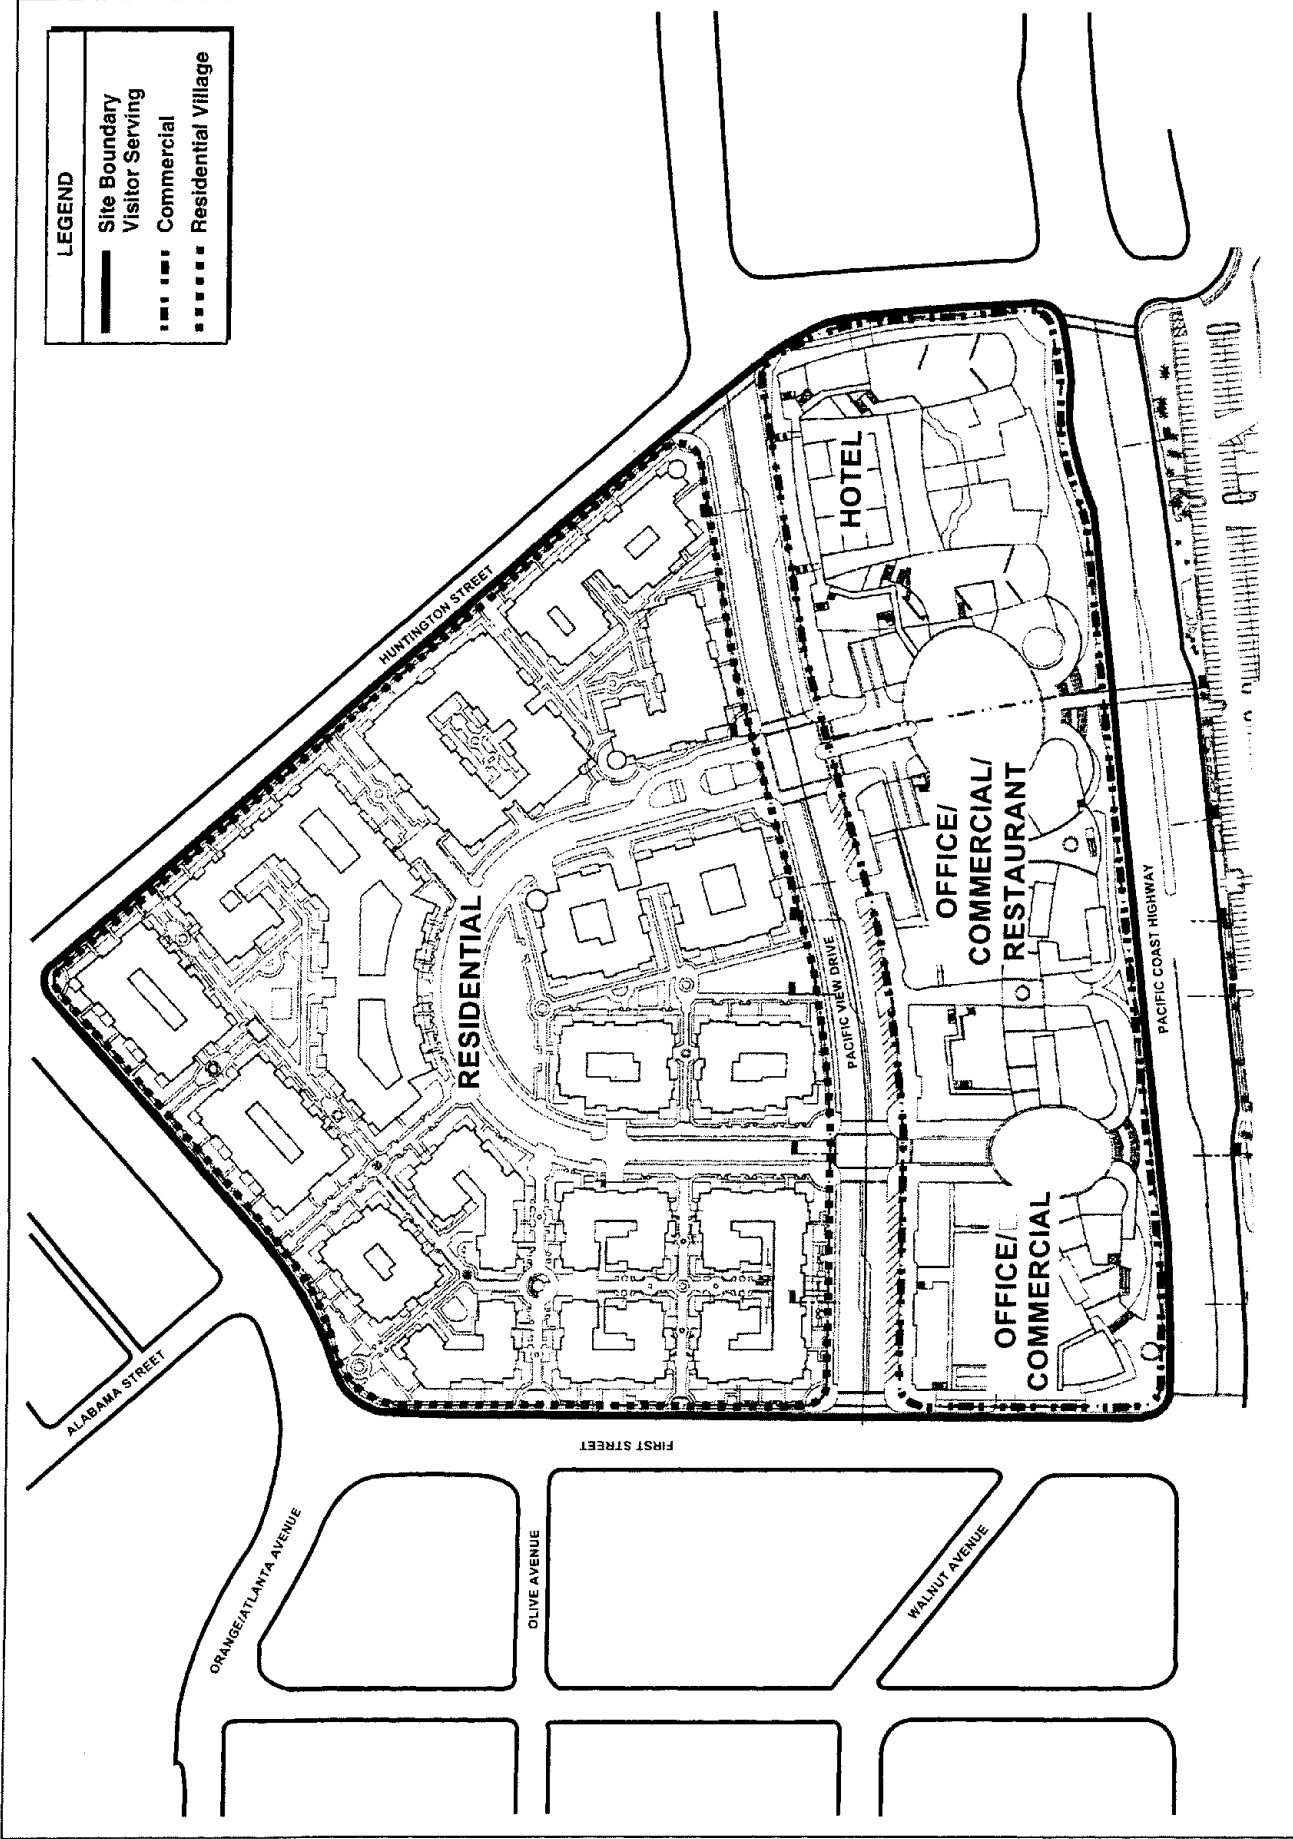 LEGEND
Site Boundary
Visitor Serving
Commercial
Residential Village
HUNTINGTON STREET
HOTEL
RESIDENTIAL
OFFICE/
COMMERCIAL/
RESTAURANT
PACIFIC VIEW DRIVE
PACIFIC COAST HIGHWAY
OFFICE/
COMMERCIAL
ALABAMA STREET
FIRST STREET
ORANGE/ATLANTA AVENUE
OLIVE AVENUE
WALNUT AVENUE